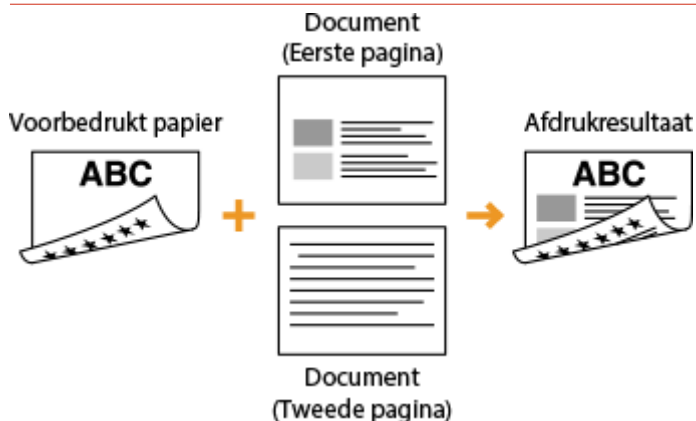 Document
(Eerste pagina)
Voorbedrukt papier
Afdrukresultaat
ABC
ABC
Document
(Tweede pagina)